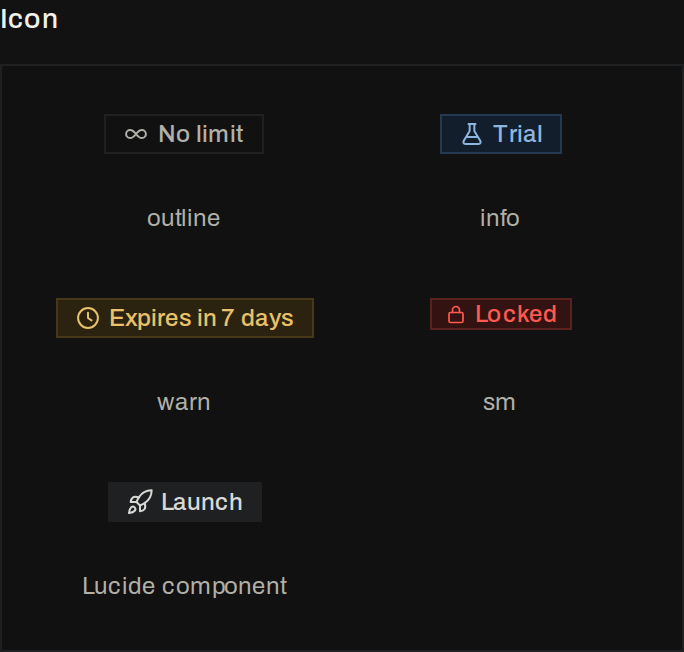 Icon
No limit
Trial
outline
info
Expires in 7 days
Locked
warn
sm
Launch
Lucide component